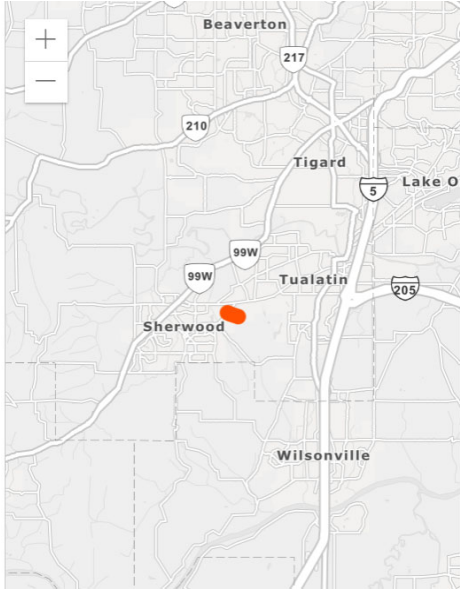 +
Beaverton
217
−
210
Tigard
5
Lake O
99W
99W
Tualatin
205
Sherwood
Wilsonville